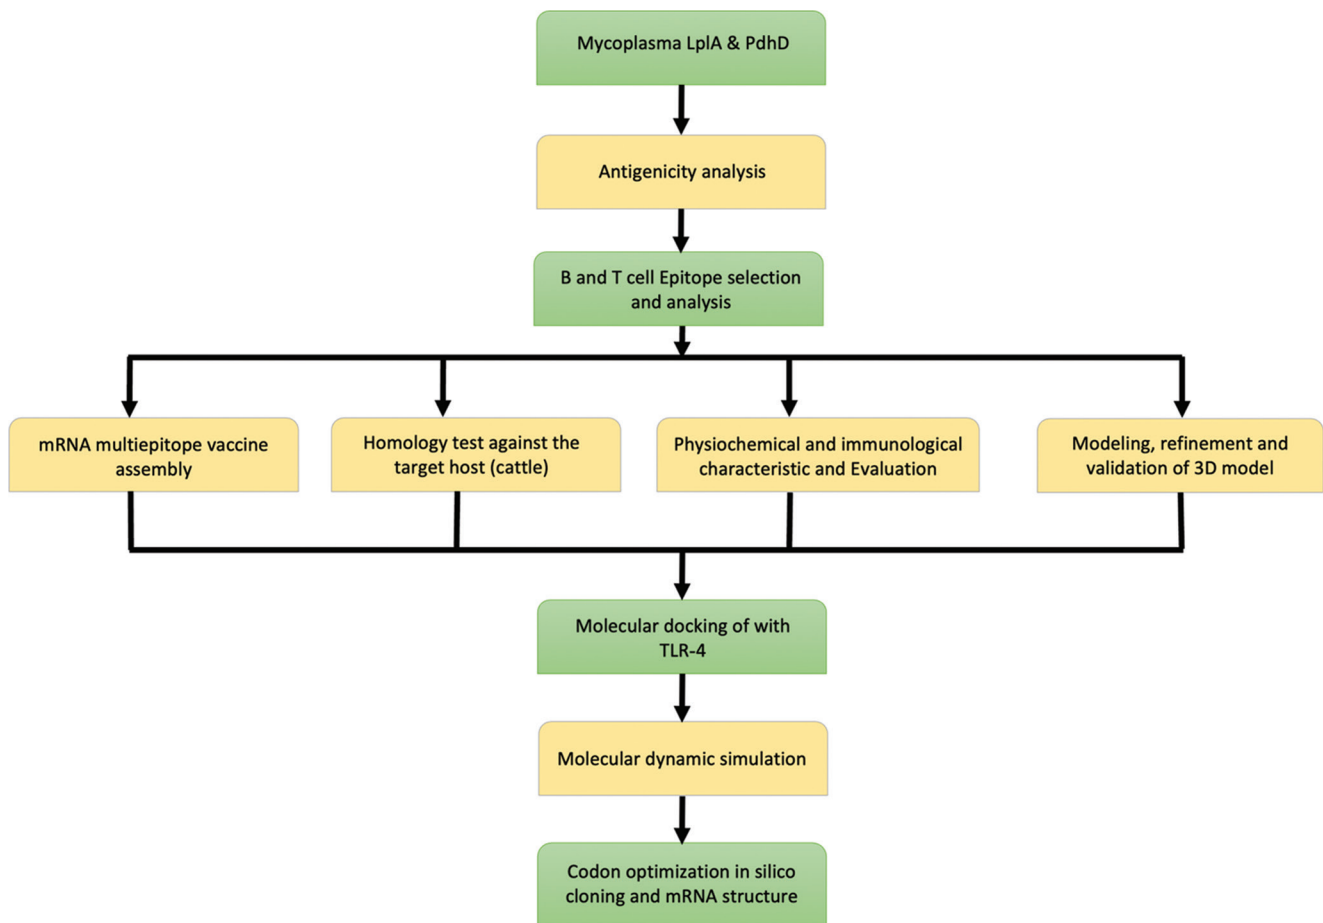 Mycoplasma LplA & PdhD
Antigenicity analysis
B and T cell Epitope selection
and analysis
mRNA multiepitope vaccine
assembly
Homology test against the
target host (cattle)
Physiochemical and immunological
characteristic and Evaluation
Modeling, refinement and
validation of 3D model
Molecular docking of with
TLR-4
Molecular dynamic simulation
Codon optimization in silico
cloning and mRNA structure